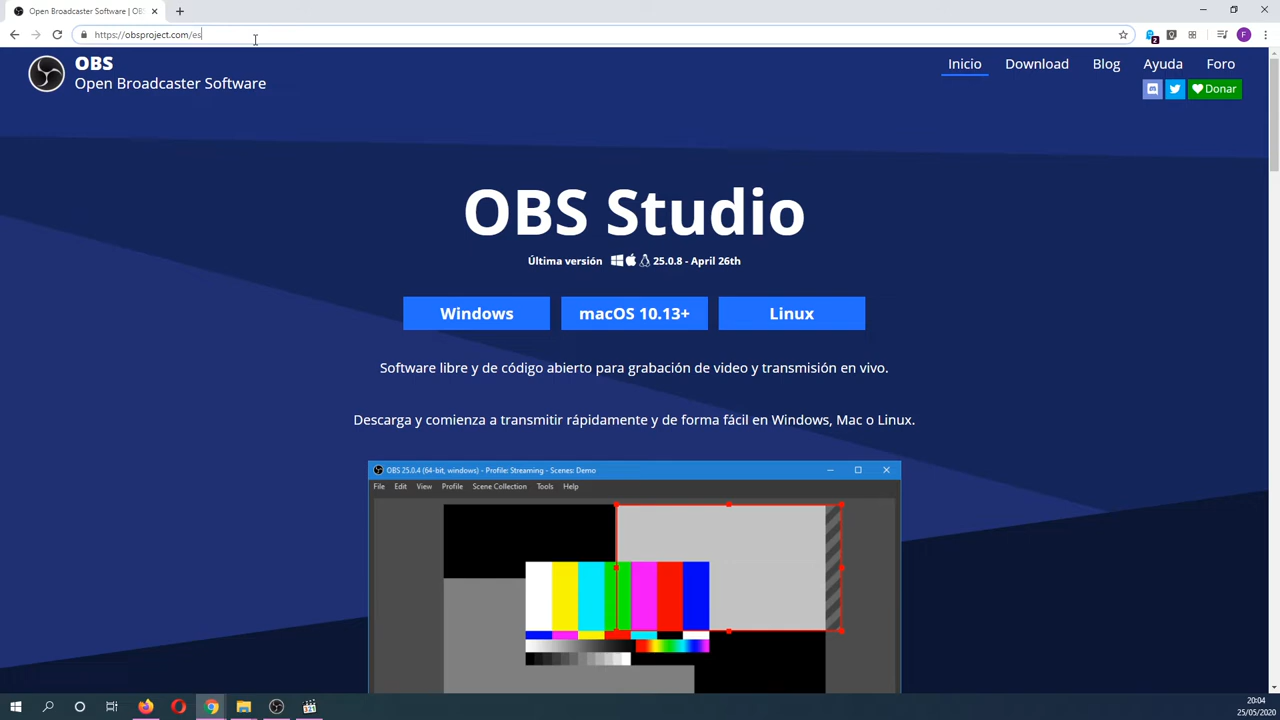 Open Broadcaster Software | OBS
https://obsproject.com/es
2
F
OBS
Open Broadcaster Software
Inicio
Download
Blog
Ayuda
Foro
Donar
OBS Studio
Última versión 25.0.8 - April 26th
Windows
macOS 10.13+
Linux
Software libre y de código abierto para grabación de video y transmisión en vivo.
Descarga y comienza a transmitir rápidamente y de forma fácil en Windows, Mac o Linux.
OBS 25.0.4 (64-bit, windows) - Profile: Streaming - Scenes: Demo
File Edit View Profile Scene Collection Tools Help
20:04
25/05/2020